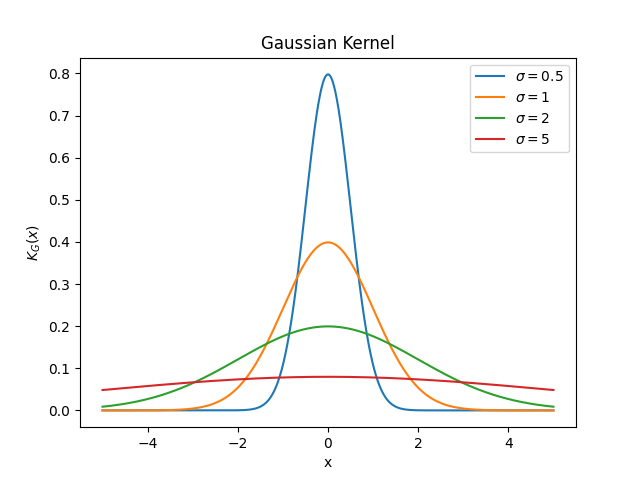 Gaussian Kernel
σ = 0.5
σ = 1
σ = 2
σ = 5
K_G(x)
0.8
0.7
0.6
0.5
0.4
0.3
0.2
0.1
0.0
−4 −2 0 2 4
x